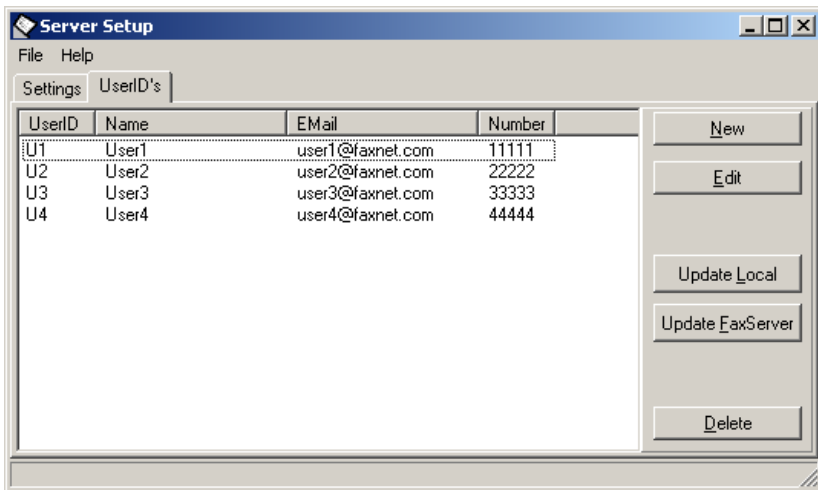 Server Setup
File Help
Settings UserID's
UserID Name EMail Number
U1 User1 user1@faxnet.com 11111
U2 User2 user2@faxnet.com 22222
U3 User3 user3@faxnet.com 33333
U4 User4 user4@faxnet.com 44444
New
Edit
Update Local
Update FaxServer
Delete